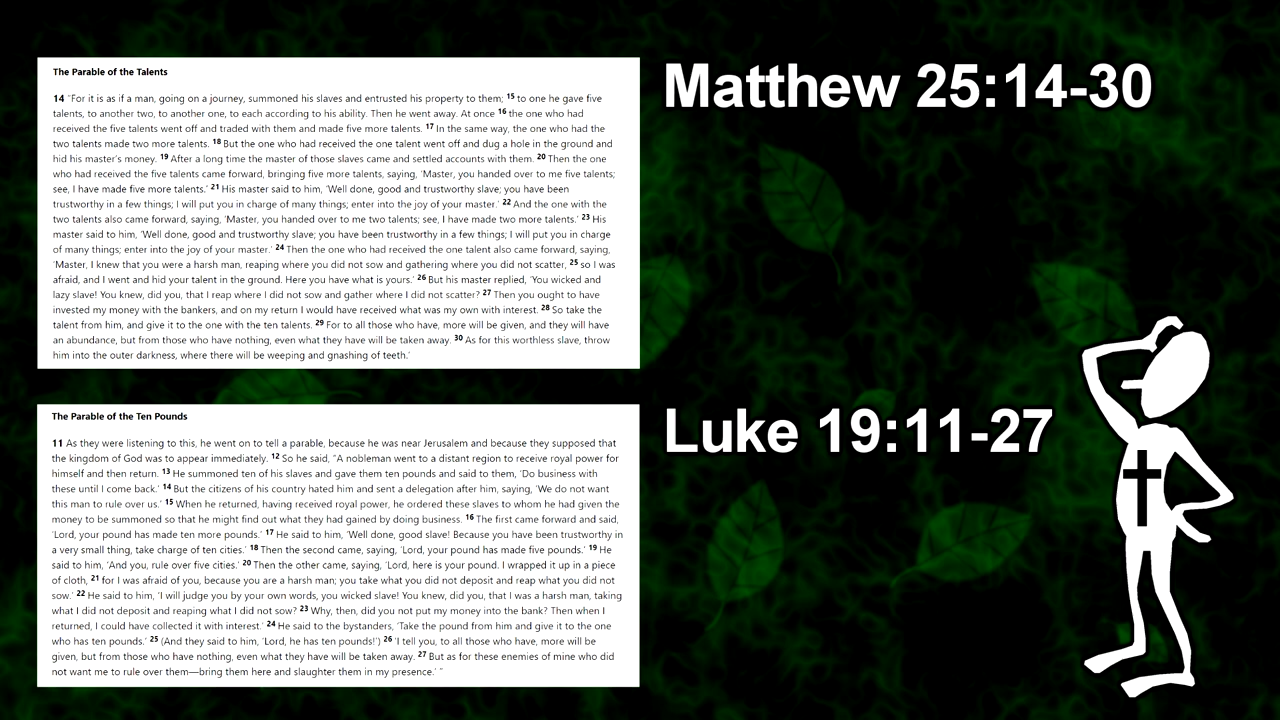 The Parable of the Talents
14 "For it is as if a man, going on a journey, summoned his slaves and entrusted his property to them; 15 to one he gave five
talents, to another two, to another one, to each according to his ability. Then he went away. At once 16 the one who had
received the five talents went off and traded with them and made five more talents. 17 In the same way, the one who had the
two talents made two more talents. 18 But the one who had received the one talent went off and dug a hole in the ground and
hid his master's money. 19 After a long time the master of those slaves came and settled accounts with them. 20 Then the one
who had received the five talents came forward, bringing five more talents, saying, 'Master, you handed over to me five talents;
see, I have made five more talents.' 21 His master said to him, 'Well done, good and trustworthy slave; you have been
trustworthy in a few things; I will put you in charge of many things; enter into the joy of your master.' 22 And the one with the
two talents also came forward, saying, 'Master, you handed over to me two talents; see, I have made two more talents.' 23 His
master said to him, 'Well done, good and trustworthy slave; you have been trustworthy in a few things; I will put you in charge
of many things; enter into the joy of your master.' 24 Then the one who had received the one talent also came forward, saying,
'Master, I knew that you were a harsh man, reaping where you did not sow and gathering where you did not scatter, 25 so I was
afraid, and I went and hid your talent in the ground. Here you have what is yours.' 26 But his master replied, 'You wicked and
lazy slave! You knew, did you, that I reap where I did not sow and gather where I did not scatter? 27 Then you ought to have
invested my money with the bankers, and on my return I would have received what was my own with interest. 28 So take the
talent from him, and give it to the one with the ten talents. 29 For to all those who have, more will be given, and they will have
an abundance, but from those who have nothing, even what they have will be taken away. 30 As for this worthless slave, throw
him into the outer darkness, where there will be weeping and gnashing of teeth.'
Matthew 25:14-30
The Parable of the Ten Pounds
11 As they were listening to this, he went on to tell a parable, because he was near Jerusalem and because they supposed that
the kingdom of God was to appear immediately. 12 So he said, "A nobleman went to a distant region to receive royal power for
himself and then return. 13 He summoned ten of his slaves and gave them ten pounds and said to them, 'Do business with
these until I come back.' 14 But the citizens of his country hated him and sent a delegation after him, saying, 'We do not want
this man to rule over us.' 15 When he returned, having received royal power, he ordered these slaves to whom he had given the
money to be summoned so that he might find out what they had gained by doing business. 16 The first came forward and said,
'Lord, your pound has made ten more pounds.' 17 He said to him, 'Well done, good slave! Because you have been trustworthy in
a very small thing, take charge of ten cities.' 18 Then the second came, saying, 'Lord, your pound has made five pounds.' 19 He
said to him, 'And you, rule over five cities.' 20 Then the other came, saying, 'Lord, here is your pound. I wrapped it up in a piece
of cloth, 21 for I was afraid of you, because you are a harsh man; you take what you did not deposit and reap what you did not
sow.' 22 He said to him, 'I will judge you by your own words, you wicked slave! You knew, did you, that I was a harsh man, taking
what I did not deposit and reaping what I did not sow? 23 Why, then, did you not put my money into the bank? Then when I
returned, I could have collected it with interest.' 24 He said to the bystanders, 'Take the pound from him and give it to the one
who has ten pounds.' 25 (And they said to him, 'Lord, he has ten pounds!') 26 'I tell you, to all those who have, more will be
given, but from those who have nothing, even what they have will be taken away. 27 But as for these enemies of mine who did
not want me to rule over them—bring them here and slaughter them in my presence.' "
Luke 19:11-27